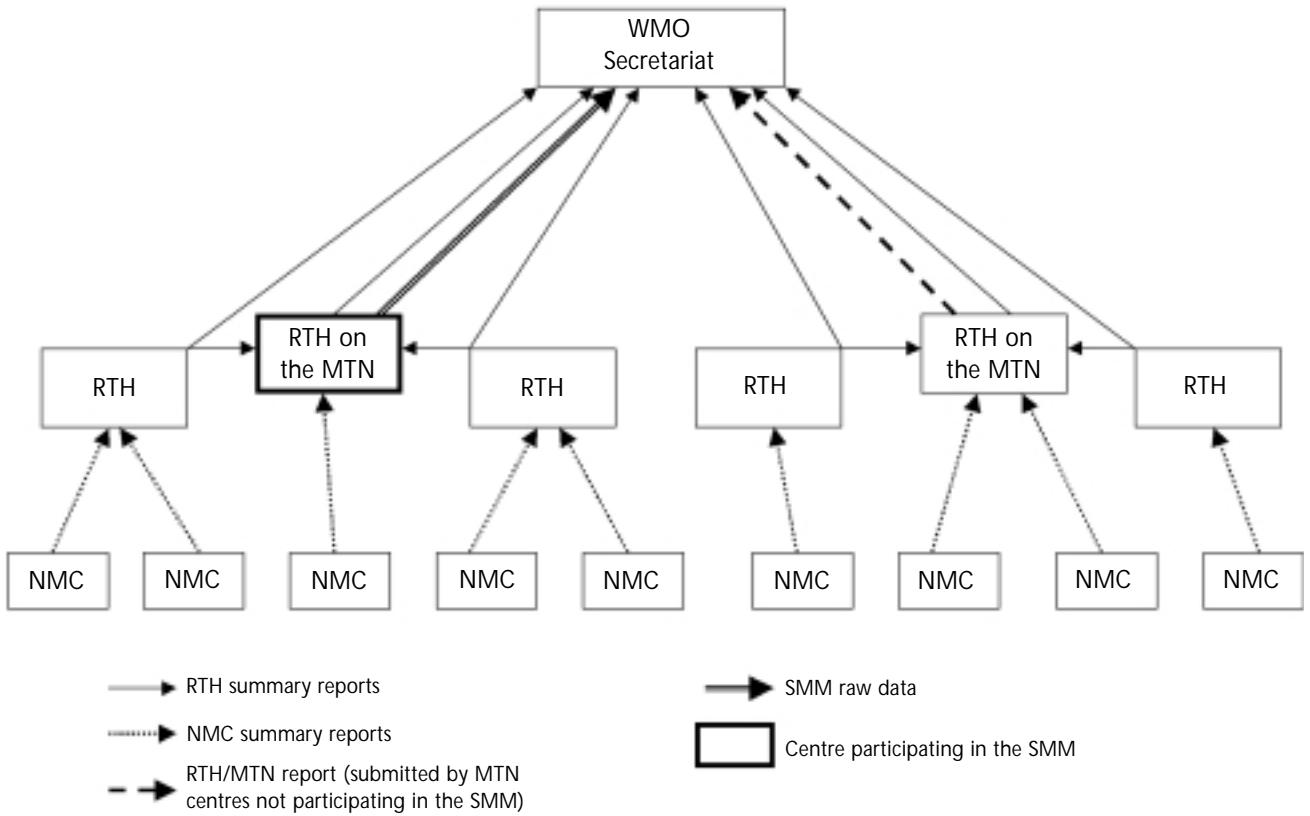 WMO
Secretariat
RTH on
the MTN
RTH on
the MTN
RTH
RTH
RTH
RTH
NMC
NMC
NMC
NMC
NMC
NMC
NMC
NMC
NMC
RTH summary reports
NMC summary reports
RTH/MTN report (submitted by MTN
centres not participating in the SMM)
SMM raw data
Centre participating in the SMM